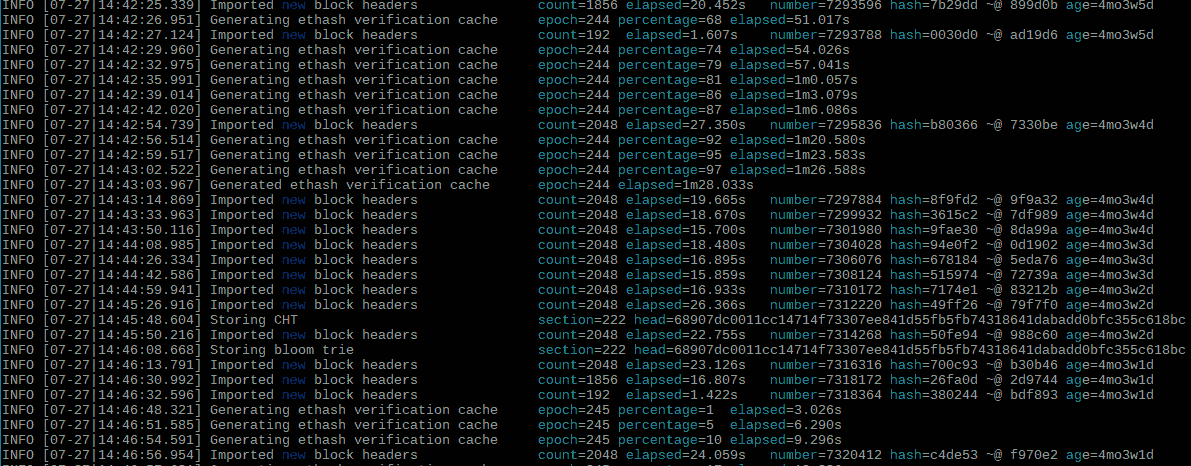 INFO [07-27|14:42:25.339] Imported new block headers count=1856 elapsed=20.452s number=7293596 hash=7b29dd ~@ 899d0b age=4mo3w5d
INFO [07-27|14:42:26.951] Generating ethash verification cache epoch=244 percentage=68 elapsed=51.017s
INFO [07-27|14:42:27.124] Imported new block headers count=192 elapsed=1.607s number=7293788 hash=0030d0 ~@ ad19d6 age=4mo3w5d
INFO [07-27|14:42:29.960] Generating ethash verification cache epoch=244 percentage=74 elapsed=54.026s
INFO [07-27|14:42:32.975] Generating ethash verification cache epoch=244 percentage=79 elapsed=57.041s
INFO [07-27|14:42:35.991] Generating ethash verification cache epoch=244 percentage=81 elapsed=1m0.057s
INFO [07-27|14:42:39.014] Generating ethash verification cache epoch=244 percentage=86 elapsed=1m3.079s
INFO [07-27|14:42:42.020] Generating ethash verification cache epoch=244 percentage=87 elapsed=1m6.086s
INFO [07-27|14:42:54.739] Imported new block headers count=2048 elapsed=27.350s number=7295836 hash=b80366 ~@ 7330be age=4mo3w4d
INFO [07-27|14:42:56.514] Generating ethash verification cache epoch=244 percentage=92 elapsed=1m20.580s
INFO [07-27|14:42:59.517] Generating ethash verification cache epoch=244 percentage=95 elapsed=1m23.583s
INFO [07-27|14:43:02.522] Generating ethash verification cache epoch=244 percentage=97 elapsed=1m26.588s
INFO [07-27|14:43:03.967] Generated ethash verification cache epoch=244 elapsed=1m28.033s
INFO [07-27|14:43:14.869] Imported new block headers count=2048 elapsed=19.665s number=7297884 hash=8f9fd2 ~@ 9f9a32 age=4mo3w4d
INFO [07-27|14:43:33.963] Imported new block headers count=2048 elapsed=18.670s number=7299932 hash=3615c2 ~@ 7df989 age=4mo3w4d
INFO [07-27|14:43:50.116] Imported new block headers count=2048 elapsed=15.700s number=7301980 hash=9fae30 ~@ 8da99a age=4mo3w4d
INFO [07-27|14:44:08.985] Imported new block headers count=2048 elapsed=18.480s number=7304028 hash=94e0f2 ~@ 0d1902 age=4mo3w3d
INFO [07-27|14:44:26.334] Imported new block headers count=2048 elapsed=16.895s number=7306076 hash=678184 ~@ 5eda76 age=4mo3w3d
INFO [07-27|14:44:42.586] Imported new block headers count=2048 elapsed=15.859s number=7308124 hash=515974 ~@ 72739a age=4mo3w3d
INFO [07-27|14:44:59.941] Imported new block headers count=2048 elapsed=16.933s number=7310172 hash=7174e1 ~@ 83212b age=4mo3w2d
INFO [07-27|14:45:26.916] Imported new block headers count=2048 elapsed=26.366s number=7312220 hash=49ff26 ~@ 79f7f0 age=4mo3w2d
INFO [07-27|14:45:48.604] Storing CHT section=222 head=68907dc0011cc14714f73307ee841d55fb5fb74318641dabadd0bfc355c618bc
INFO [07-27|14:45:50.216] Imported new block headers count=2048 elapsed=22.755s number=7314268 hash=50fe94 ~@ 988c60 age=4mo3w2d
INFO [07-27|14:46:08.668] Storing bloom trie section=222 head=68907dc0011cc14714f73307ee841d55fb5fb74318641dabadd0bfc355c618bc
INFO [07-27|14:46:13.791] Imported new block headers count=2048 elapsed=23.126s number=7316316 hash=700c93 ~@ b30b46 age=4mo3w1d
INFO [07-27|14:46:30.992] Imported new block headers count=1856 elapsed=16.807s number=7318172 hash=26fa0d ~@ 2d9744 age=4mo3w1d
INFO [07-27|14:46:32.596] Imported new block headers count=192 elapsed=1.422s number=7318364 hash=380244 ~@ bdf893 age=4mo3w1d
INFO [07-27|14:46:48.321] Generating ethash verification cache epoch=245 percentage=1 elapsed=3.026s
INFO [07-27|14:46:51.585] Generating ethash verification cache epoch=245 percentage=5 elapsed=6.290s
INFO [07-27|14:46:54.591] Generating ethash verification cache epoch=245 percentage=10 elapsed=9.296s
INFO [07-27|14:46:56.954] Imported new block headers count=2048 elapsed=24.059s number=7320412 hash=c4de53 ~@ f970e2 age=4mo3w1d